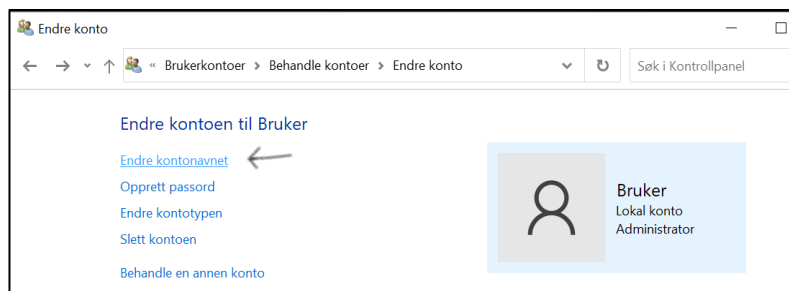 Endre konto
« Brukerkontoer > Behandle kontoer > Endre konto
Søk i Kontrollpanel
Endre kontoen til Bruker
Endre kontonavnet
Opprett passord
Endre kontotypen
Slett kontoen
Behandle en annen konto
Bruker
Lokal konto
Administrator